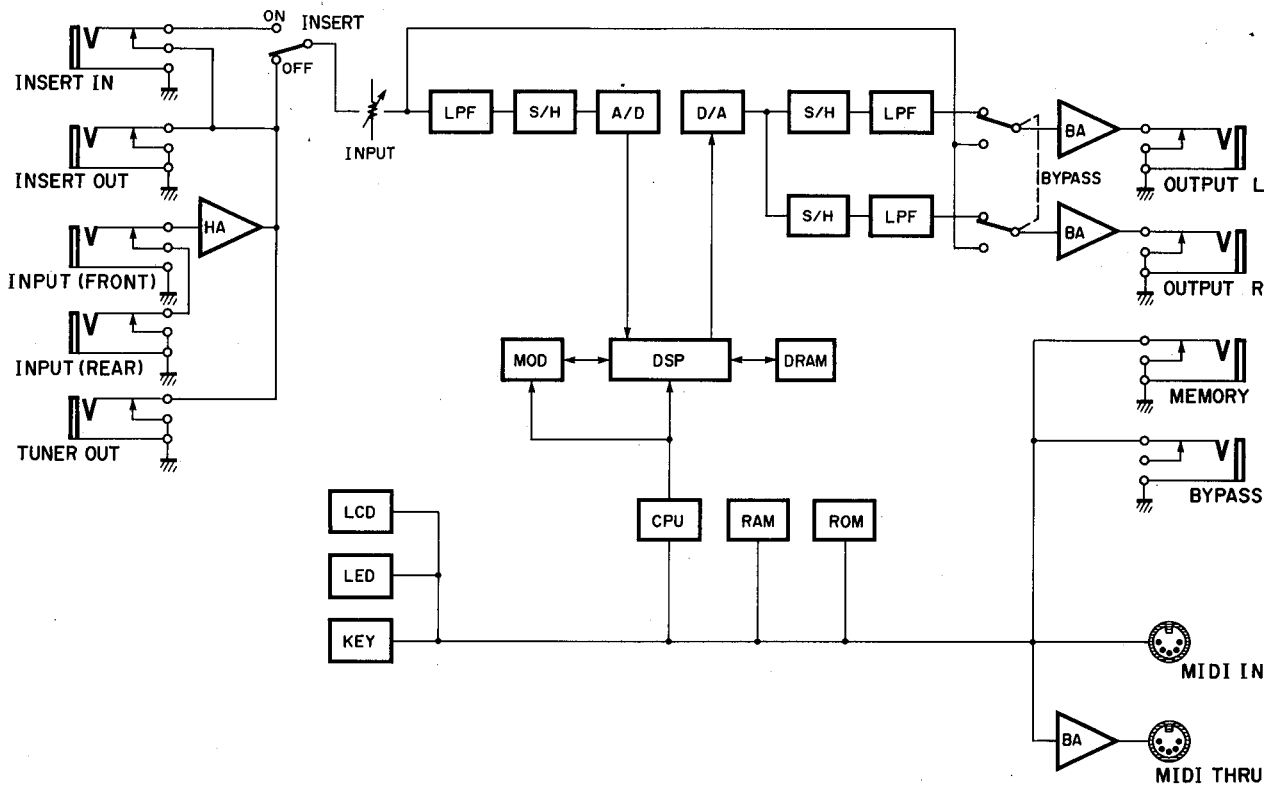 ON
INSERT
OFF
INSERT IN
INPUT
LPF
S/H
A/D
D/A
S/H
LPF
BA
BYPASS
OUTPUT L
INSERT OUT
HA
S/H
LPF
BA
OUTPUT R
INPUT (FRONT)
INPUT (REAR)
MOD
DSP
DRAM
MEMORY
TUNER OUT
BYPASS
LCD
CPU
RAM
ROM
LED
KEY
MIDI IN
BA
MIDI THRU